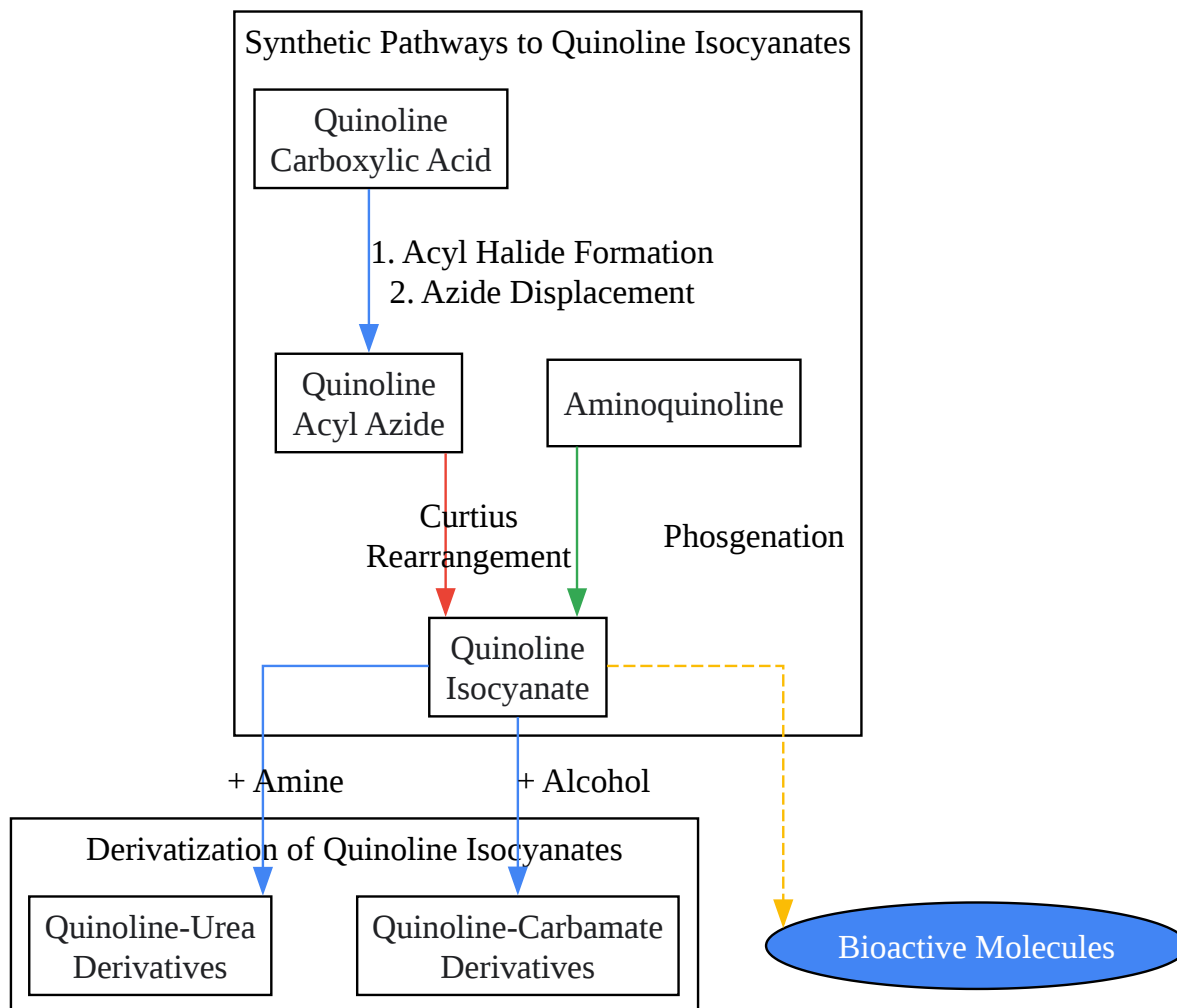 Synthetic Pathways to Quinoline Isocyanates
Quinoline
Carboxylic Acid
1. Acyl Halide Formation
2. Azide Displacement
Quinoline
Acyl Azide
Aminoquinoline
Curtius
Rearrangement
Phosgenation
Quinoline
Isocyanate
+ Amine
+ Alcohol
Derivatization of Quinoline Isocyanates
Quinoline-Urea
Derivatives
Quinoline-Carbamate
Derivatives
Bioactive Molecules